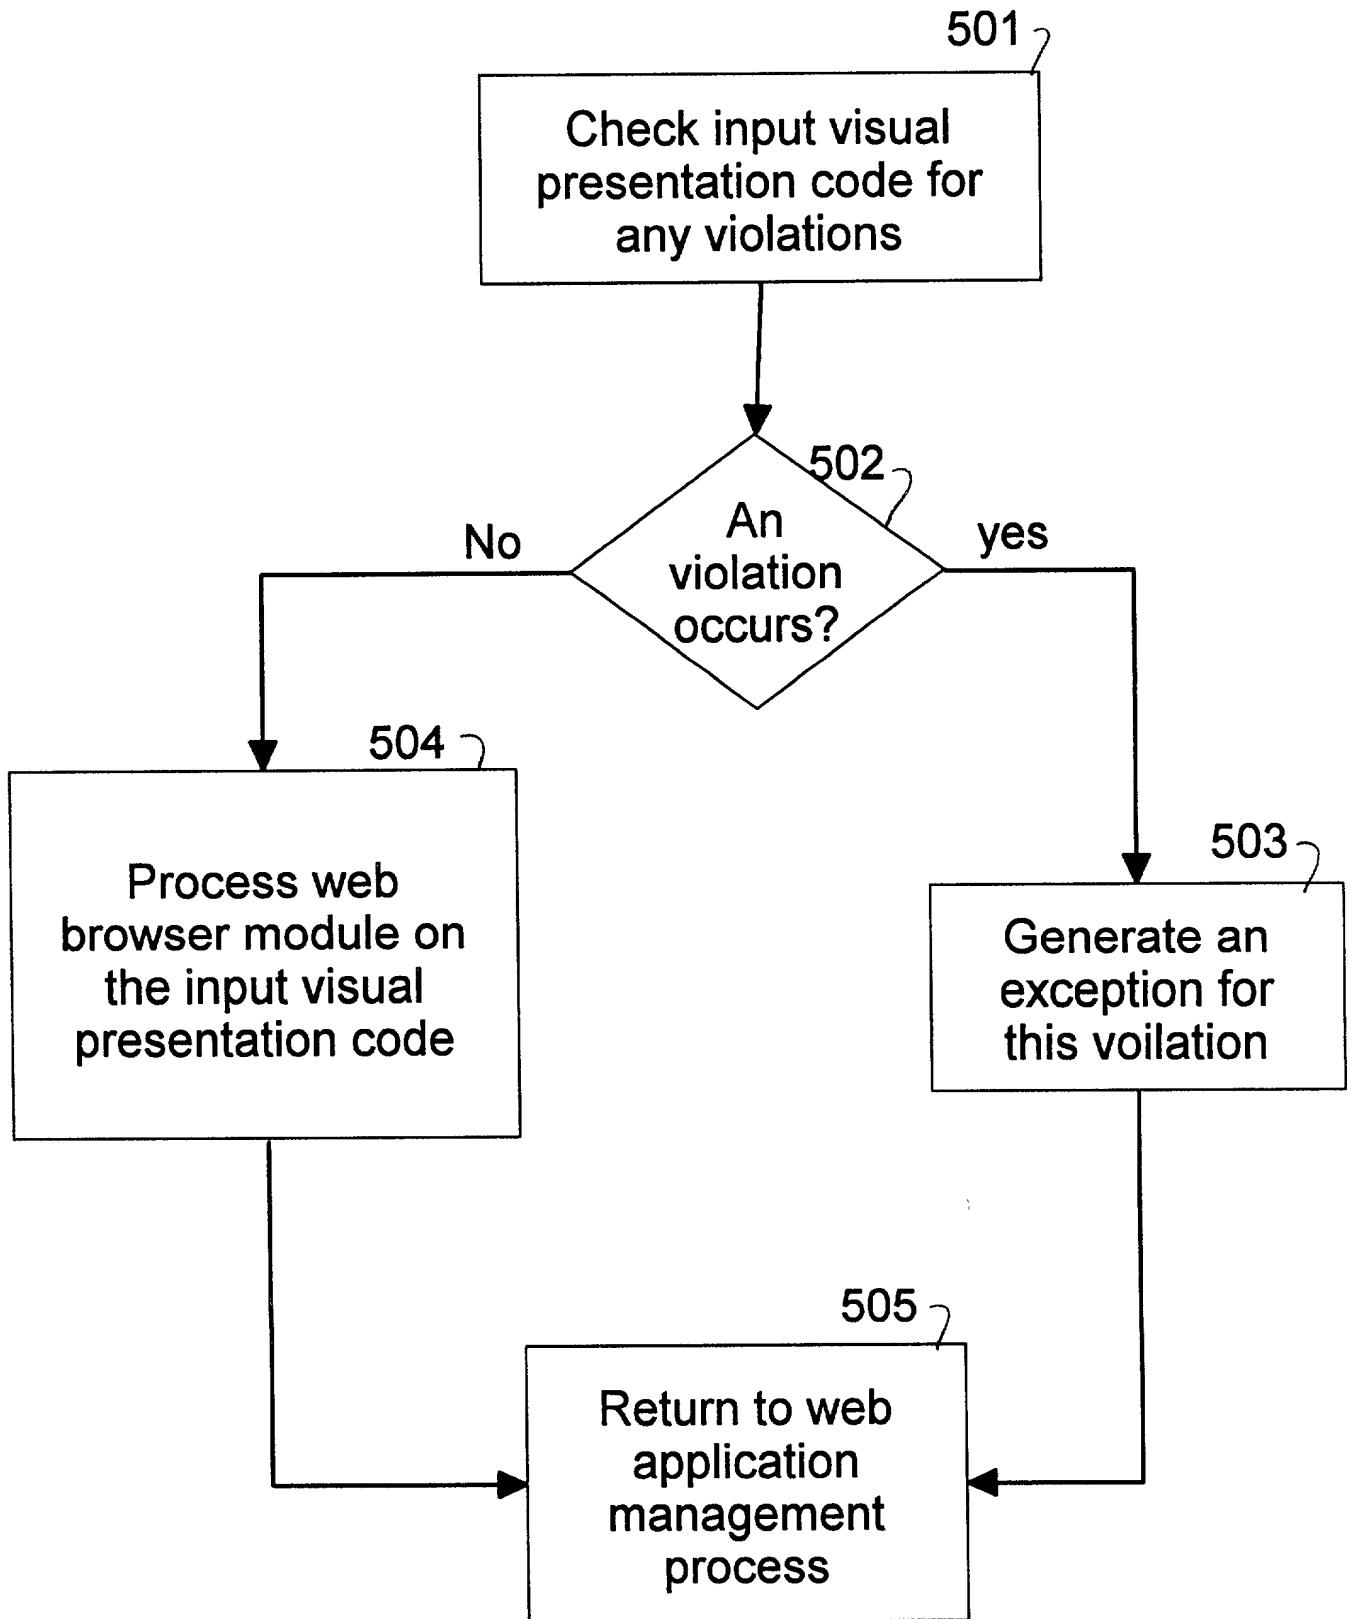 501
Check input visual
presentation code for
any violations
502
An
violation
occurs?
No
yes
504
Process web
browser module on
the input visual
presentation code
503
Generate an
exception for
this voilation
505
Return to web
application
management
process